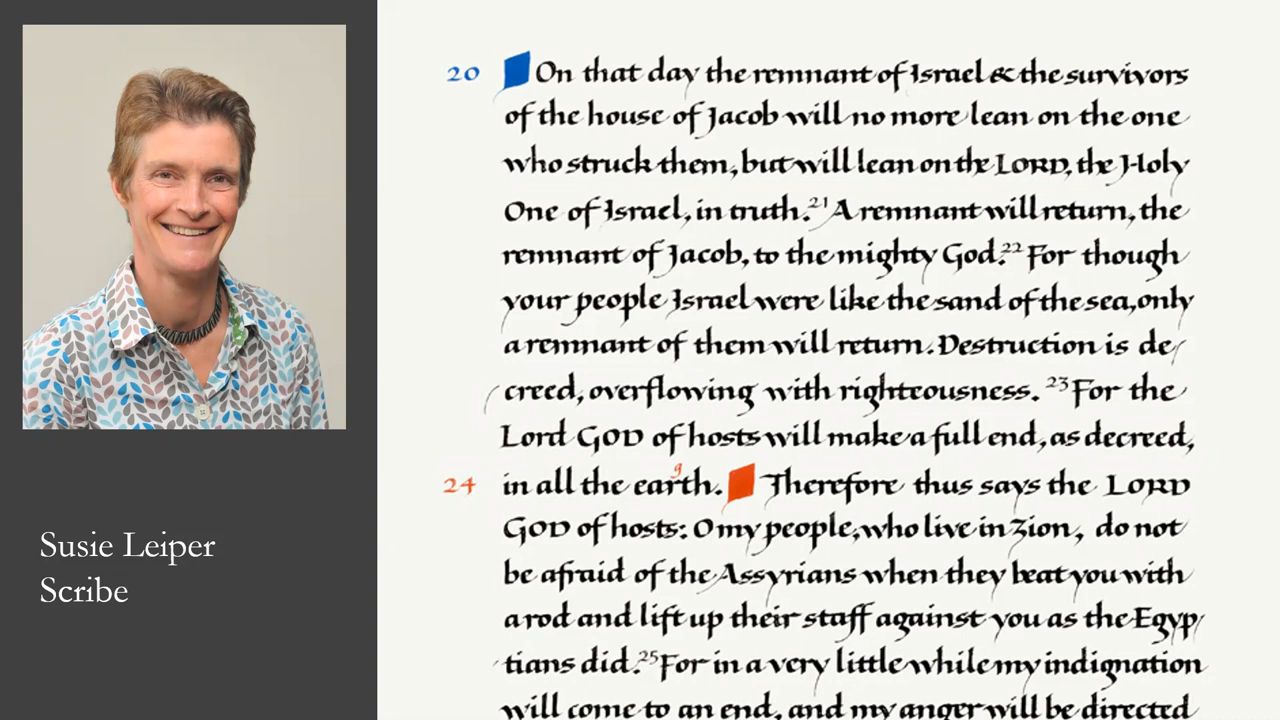 Susie Leiper
Scribe
20 On that day the remnant of Israel & the survivors
of the house of Jacob will no more lean on the one
who struck them, but will lean on the LORD, the Holy
One of Israel, in truth. 21 A remnant will return, the
remnant of Jacob, to the mighty God. 22 For though
your people Israel were like the sand of the sea, only
a remnant of them will return. Destruction is de/
creed, overflowing with righteousness. 23 For the
Lord GOD of hosts will make a full end, as decreed,
g
24 in all the earth. Therefore thus says the LORD
GOD of hosts: O my people, who live in Zion, do not
be afraid of the Assyrians when they beat you with
a rod and lift up their staff against you as the Egyp/
tians did. 25 For in a very little while my indignation
will come to an end, and my anger will be directed